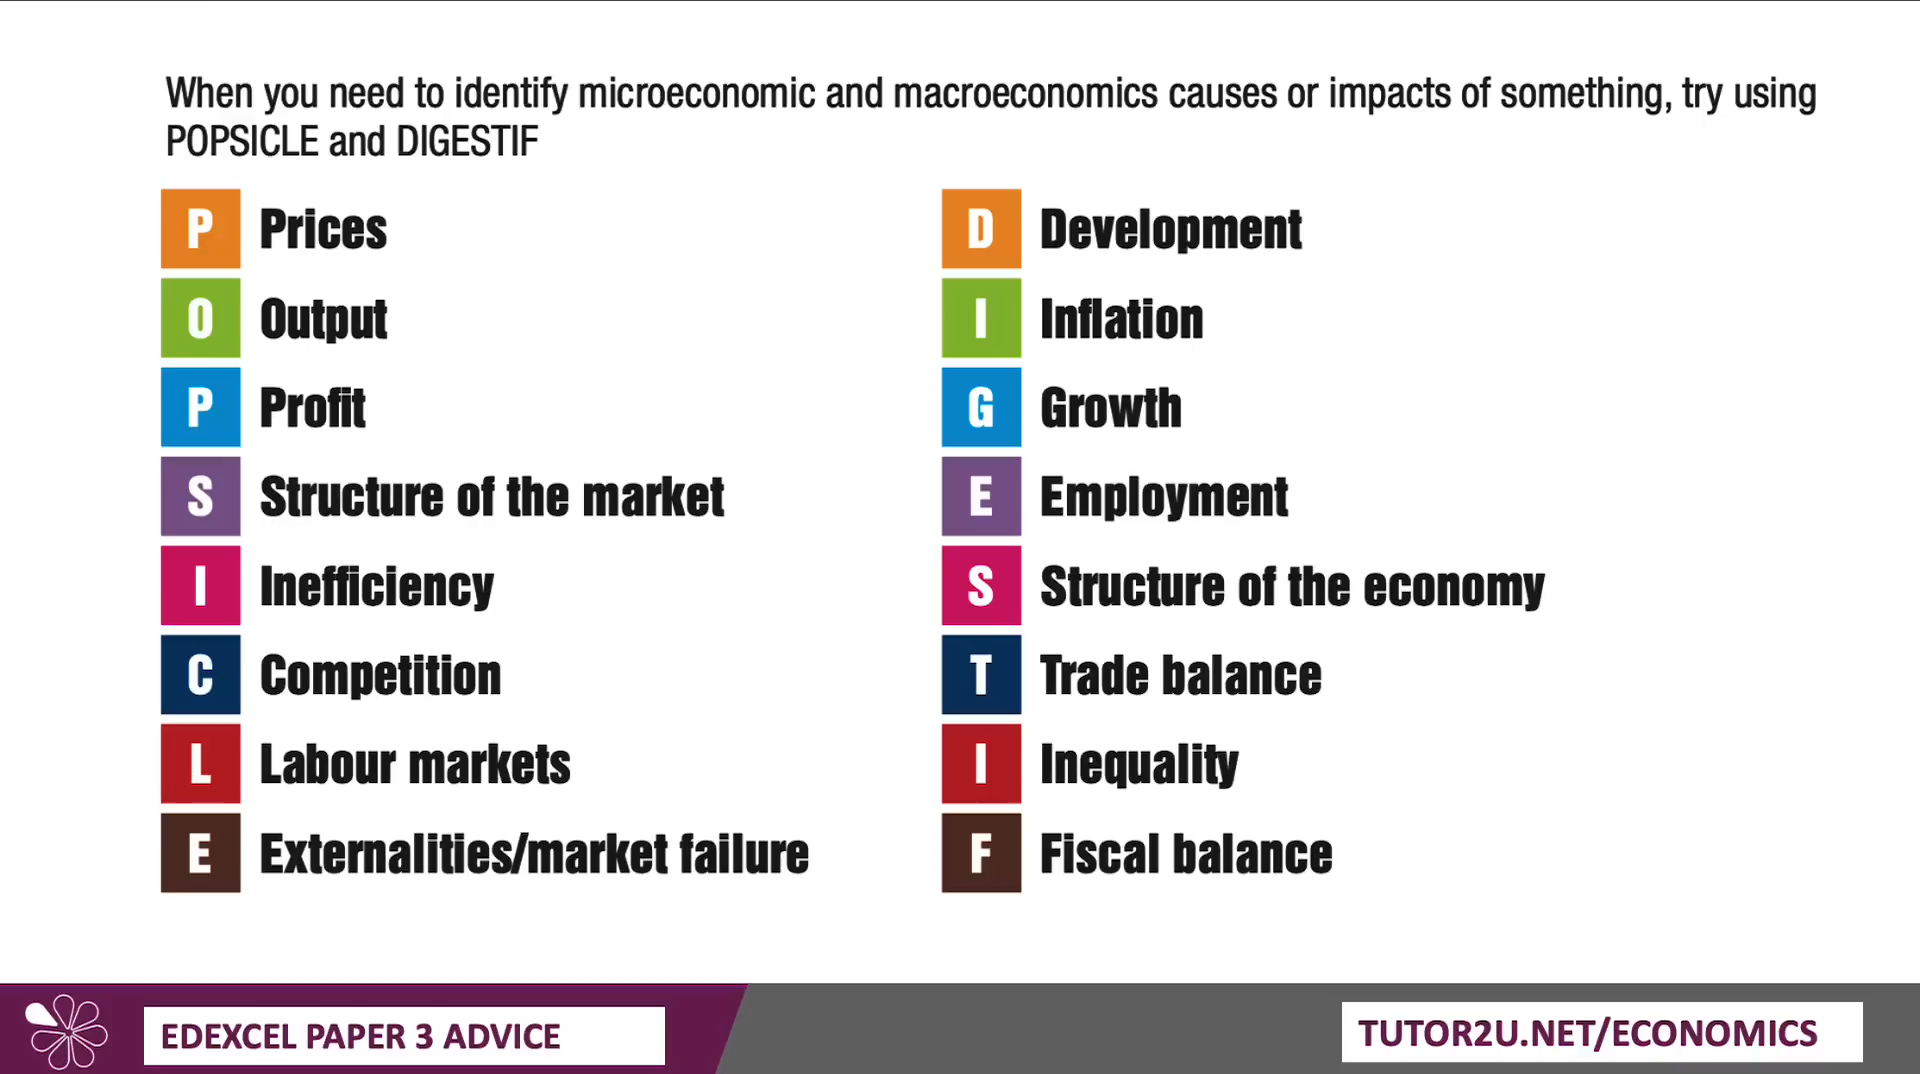 When you need to identify microeconomic and macroeconomics causes or impacts of something, try using
POPSICLE and DIGESTIF
P Prices
O Output
P Profit
S Structure of the market
I Inefficiency
C Competition
L Labour markets
E Externalities/market failure
D Development
I Inflation
G Growth
E Employment
S Structure of the economy
T Trade balance
I Inequality
F Fiscal balance
EDEXCEL PAPER 3 ADVICE
TUTOR2U.NET/ECONOMICS